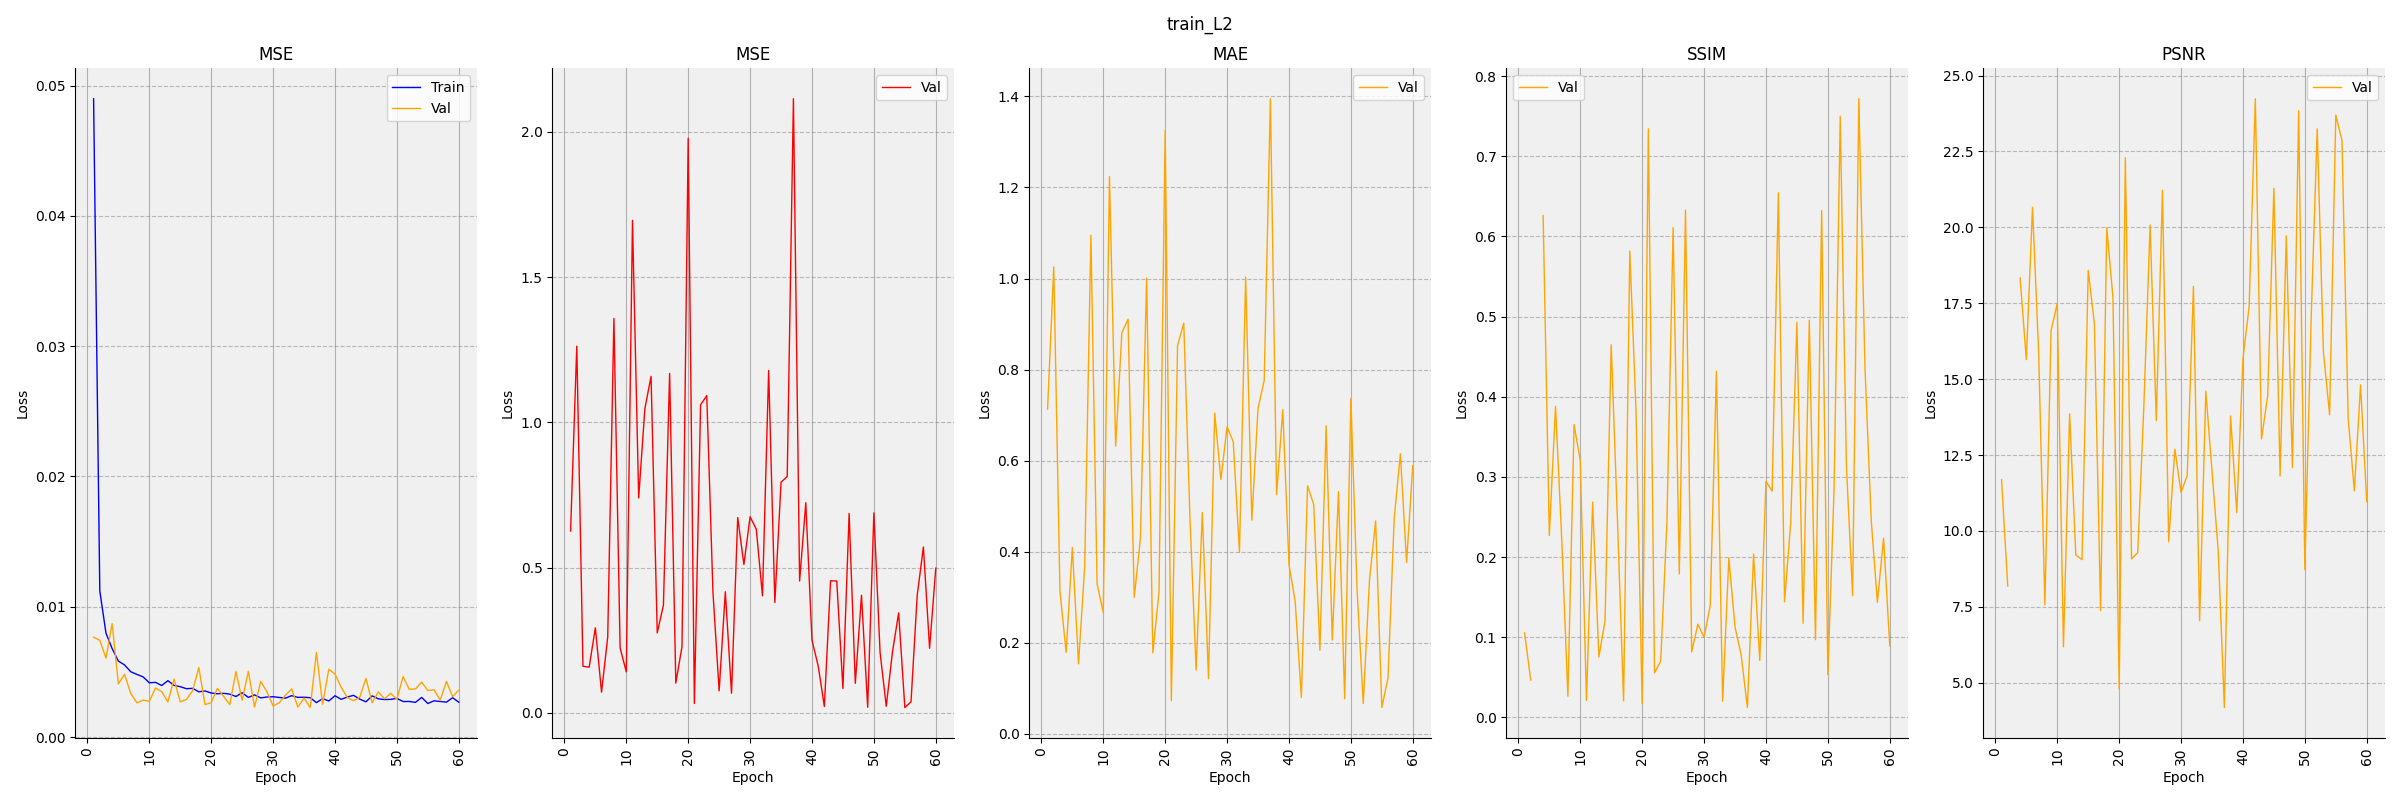 train_L2
MSE
Train
Val
0.05
0.04
0.03
0.02
0.01
0.00
Loss
0 10 20 30 40 50 60
Epoch
MSE
Val
2.0
1.5
1.0
0.5
0.0
Loss
0 10 20 30 40 50 60
Epoch
MAE
Val
1.4
1.2
1.0
0.8
0.6
0.4
0.2
0.0
Loss
0 10 20 30 40 50 60
Epoch
SSIM
Val
0.8
0.7
0.6
0.5
0.4
0.3
0.2
0.1
0.0
Loss
0 10 20 30 40 50 60
Epoch
PSNR
Val
25.0
22.5
20.0
17.5
15.0
12.5
10.0
7.5
5.0
Loss
0 10 20 30 40 50 60
Epoch